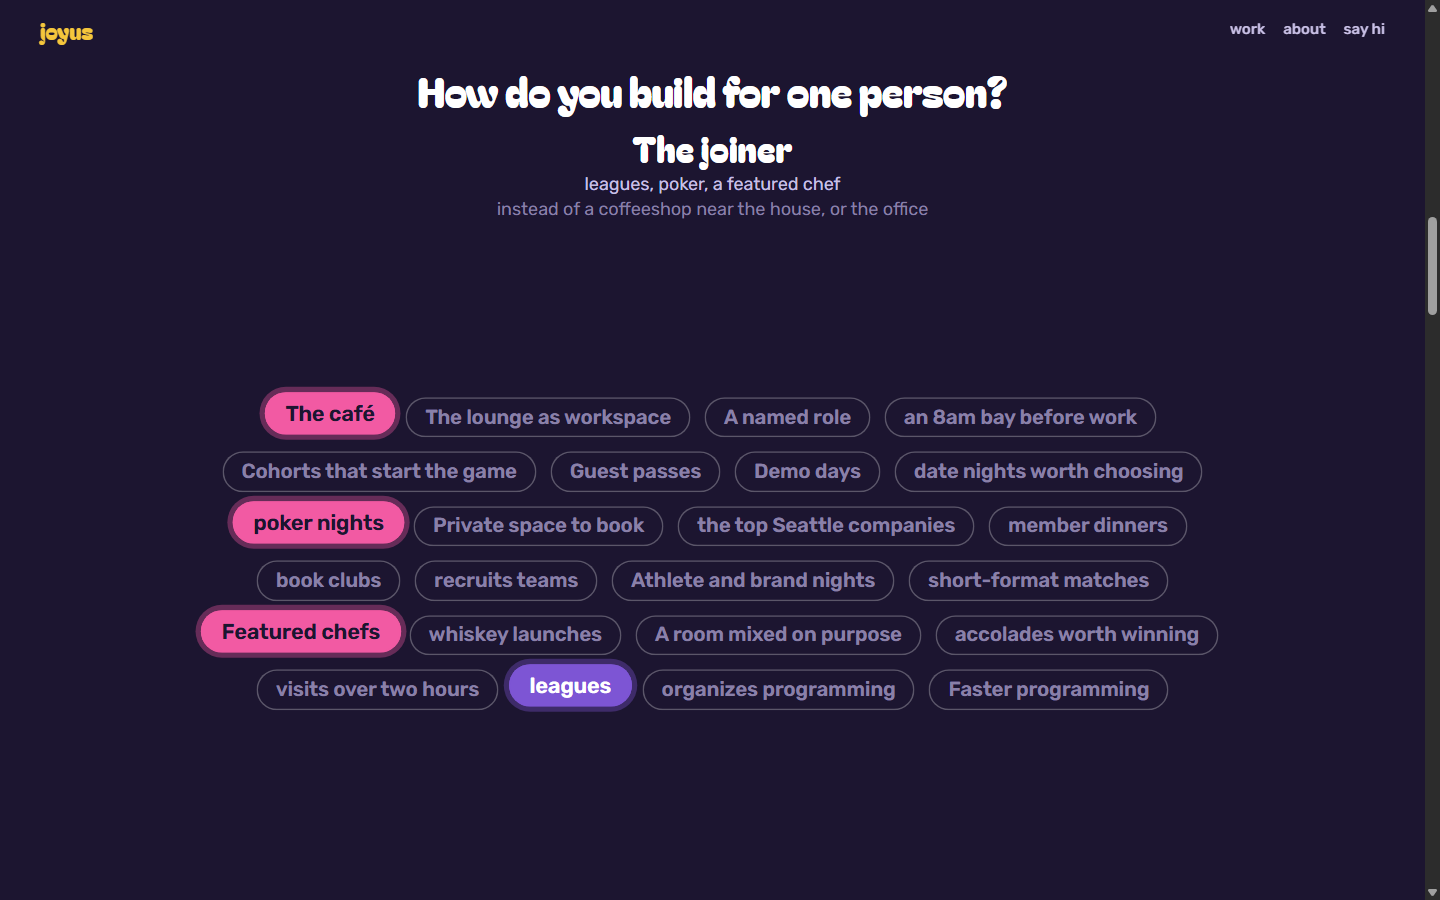 joyus
work about say hi
How do you build for one person?
The joiner
leagues, poker, a featured chef
instead of a coffeeshop near the house, or the office
The café The lounge as workspace A named role an 8am bay before work
Cohorts that start the game Guest passes Demo days date nights worth choosing
poker nights Private space to book the top Seattle companies member dinners
book clubs recruits teams Athlete and brand nights short-format matches
Featured chefs whiskey launches A room mixed on purpose accolades worth winning
visits over two hours leagues organizes programming Faster programming